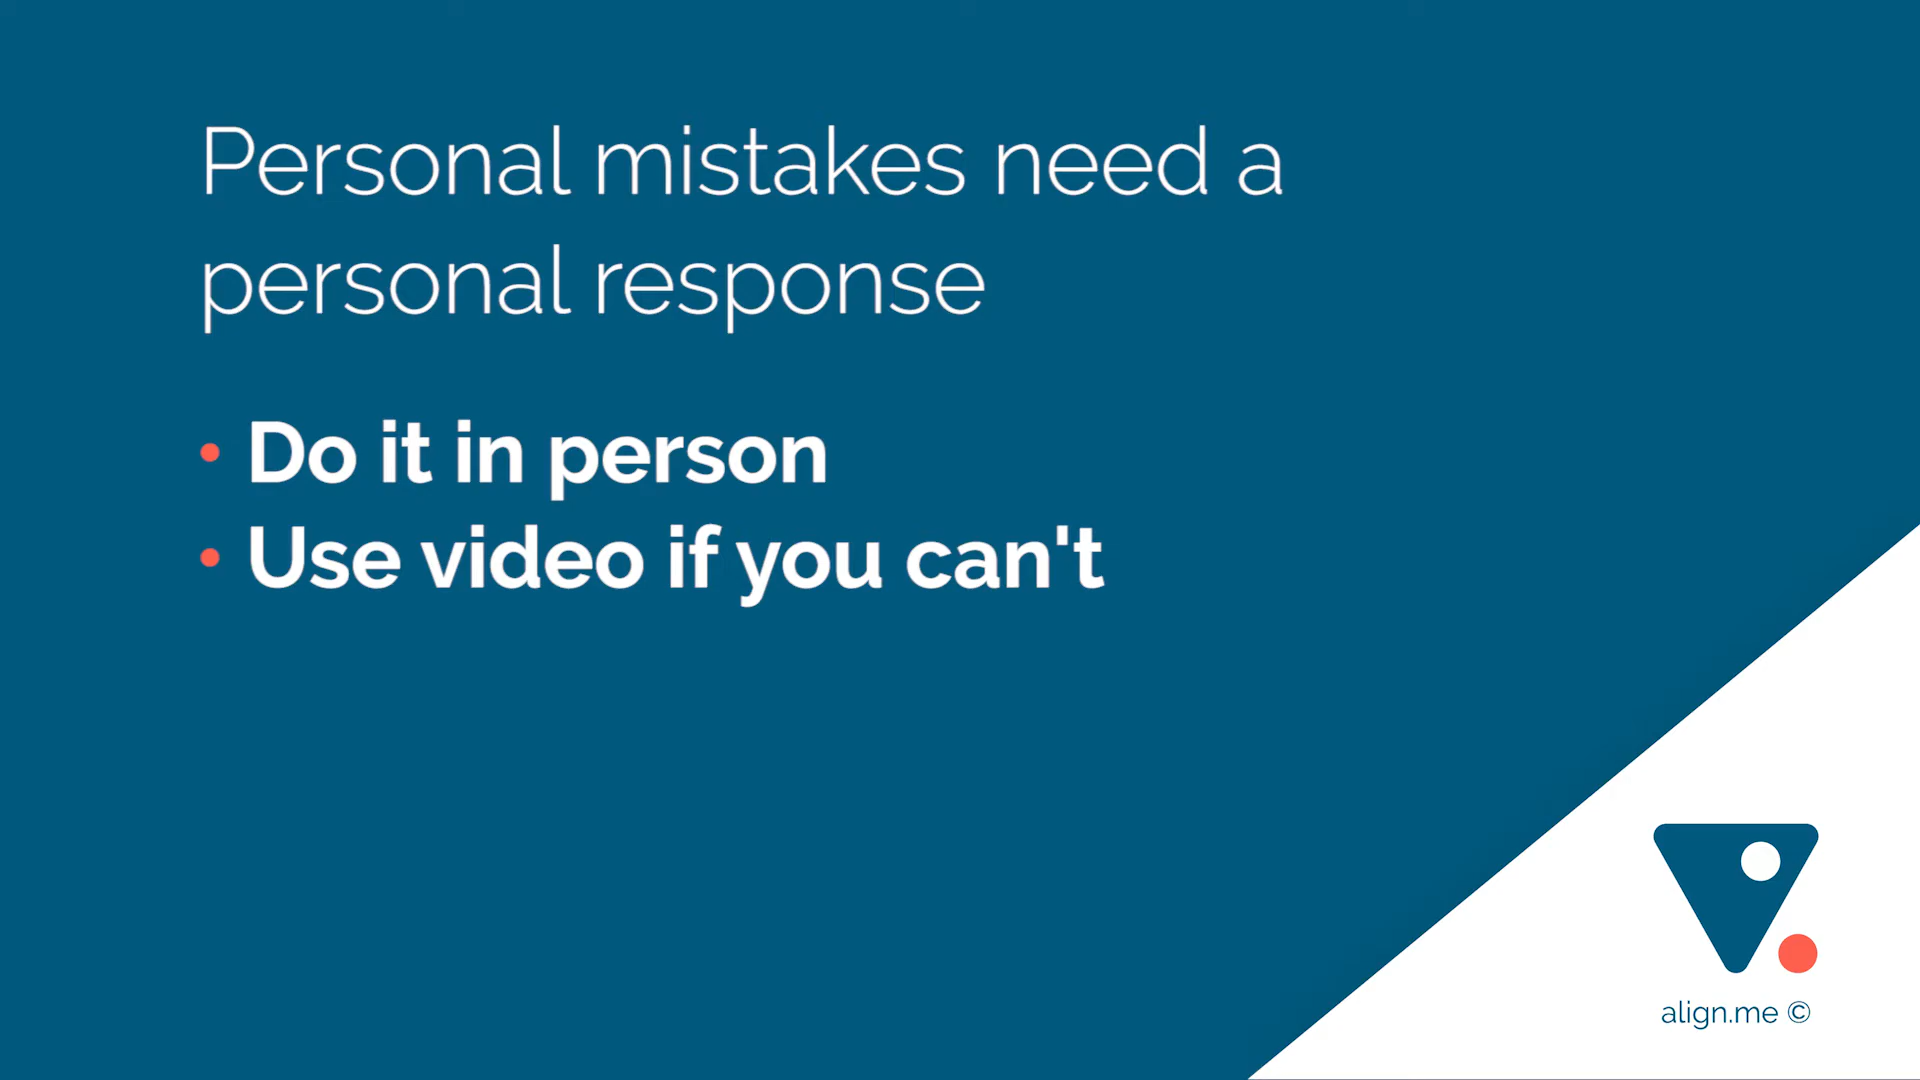 Personal mistakes need a
personal response
• Do it in person
• Use video if you can't
align.me ©